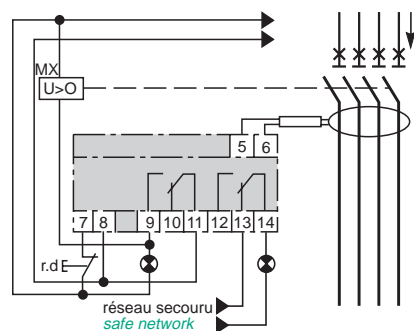 MX
U>O
5 6
7 8 9 10 11 12 13 14
r.d
réseau secouru
safe network